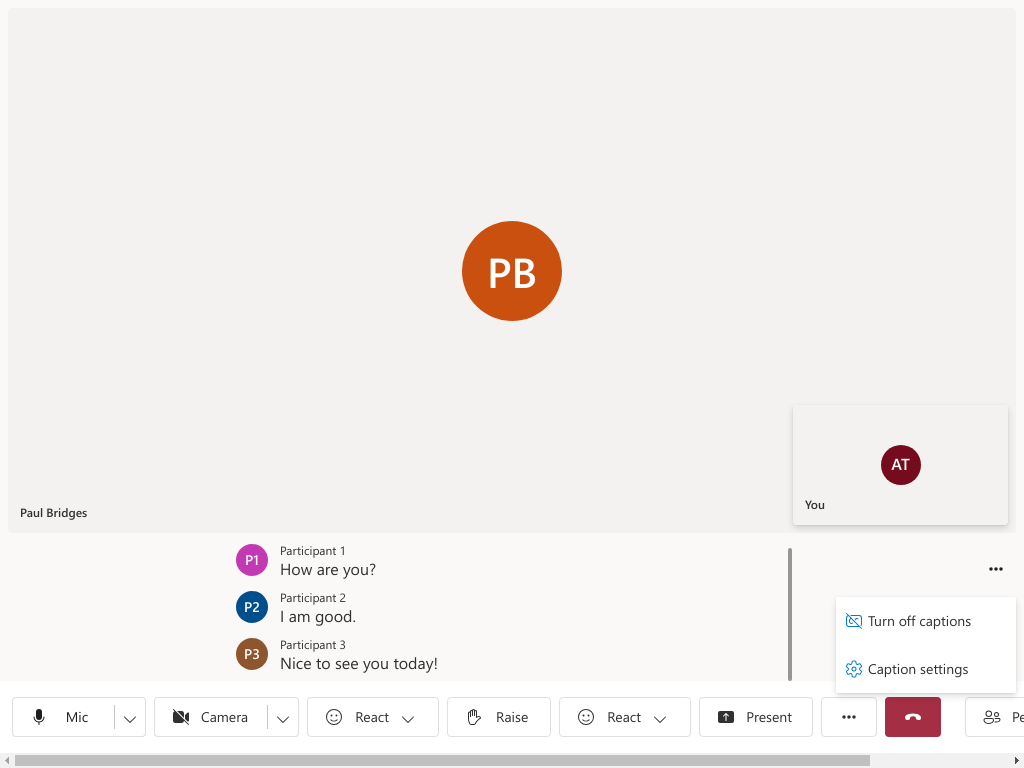 PB
AT
You
Paul Bridges
P1
Participant 1
How are you?
P2
Participant 2
I am good.
P3
Participant 3
Nice to see you today!
Turn off captions
Caption settings
Mic
Camera
React
Raise
React
Present